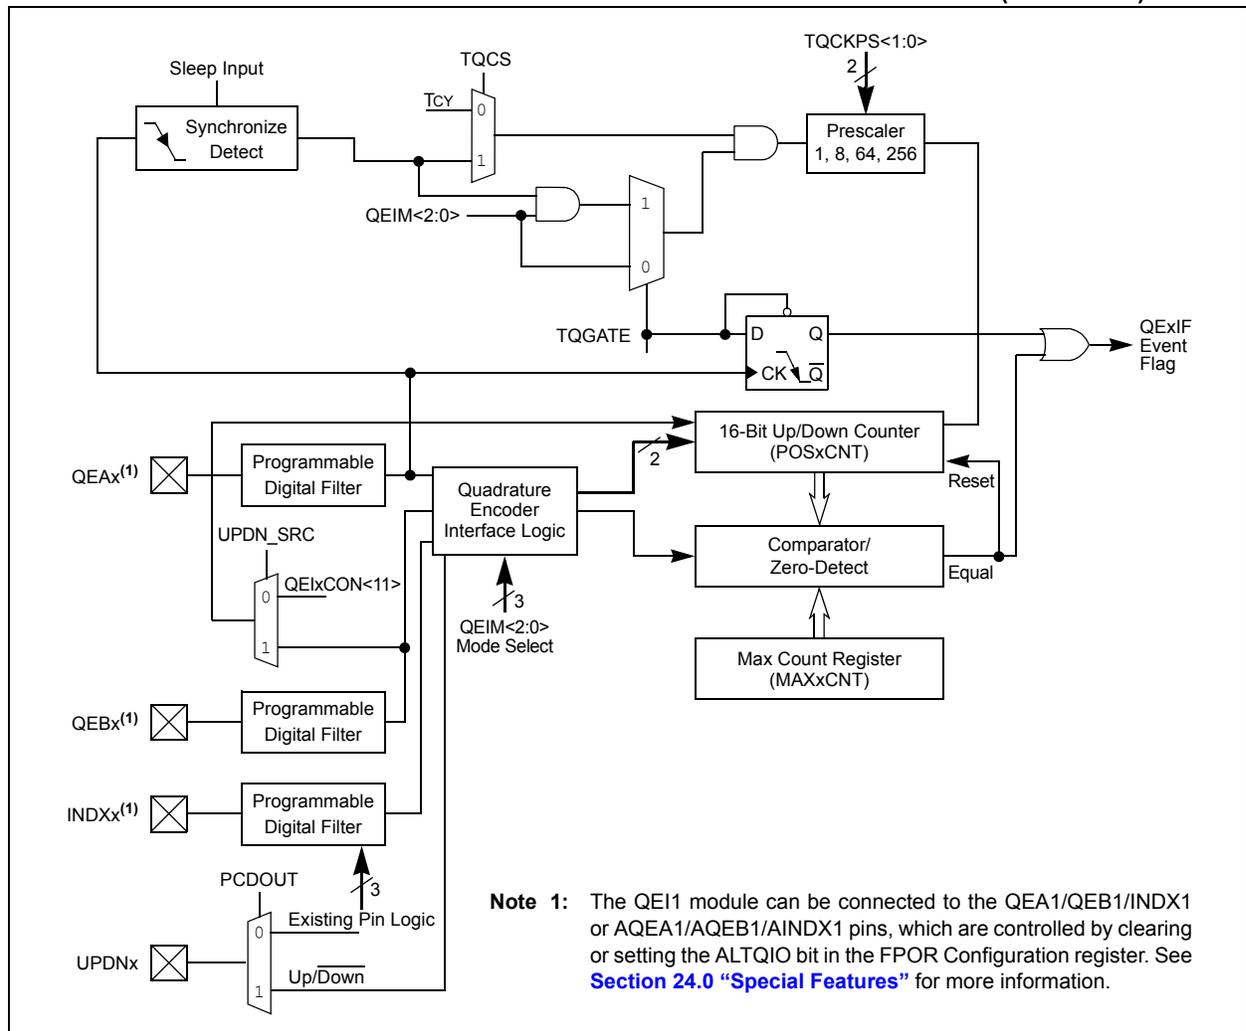 TQCKPS<1:0>
2
TQCS
Sleep Input
TCY
0
1
Synchronize
Detect
Prescaler
1, 8, 64, 256
QEIM<2:0>
1
0
TQGATE
D Q
CK Q
QExIF
Event
Flag
16-Bit Up/Down Counter
(POSxCNT)
2
Reset
QEAx(1)
Programmable
Digital Filter
Quadrature
Encoder
Interface Logic
UPDN_SRC
0
QEIxCON<11>
1
3
QEIM<2:0>
Mode Select
Comparator/
Zero-Detect
Equal
Max Count Register
(MAXxCNT)
QEBx(1)
Programmable
Digital Filter
INDXx(1)
Programmable
Digital Filter
3
PCDOUT
0
Existing Pin Logic
UPDNx
1
Up/Down
Note 1: The QEI1 module can be connected to the QEA1/QEB1/INDX1
or AQEA1/AQEB1/AINDX1 pins, which are controlled by clearing
or setting the ALTQIO bit in the FPOR Configuration register. See
Section 24.0 “Special Features” for more information.